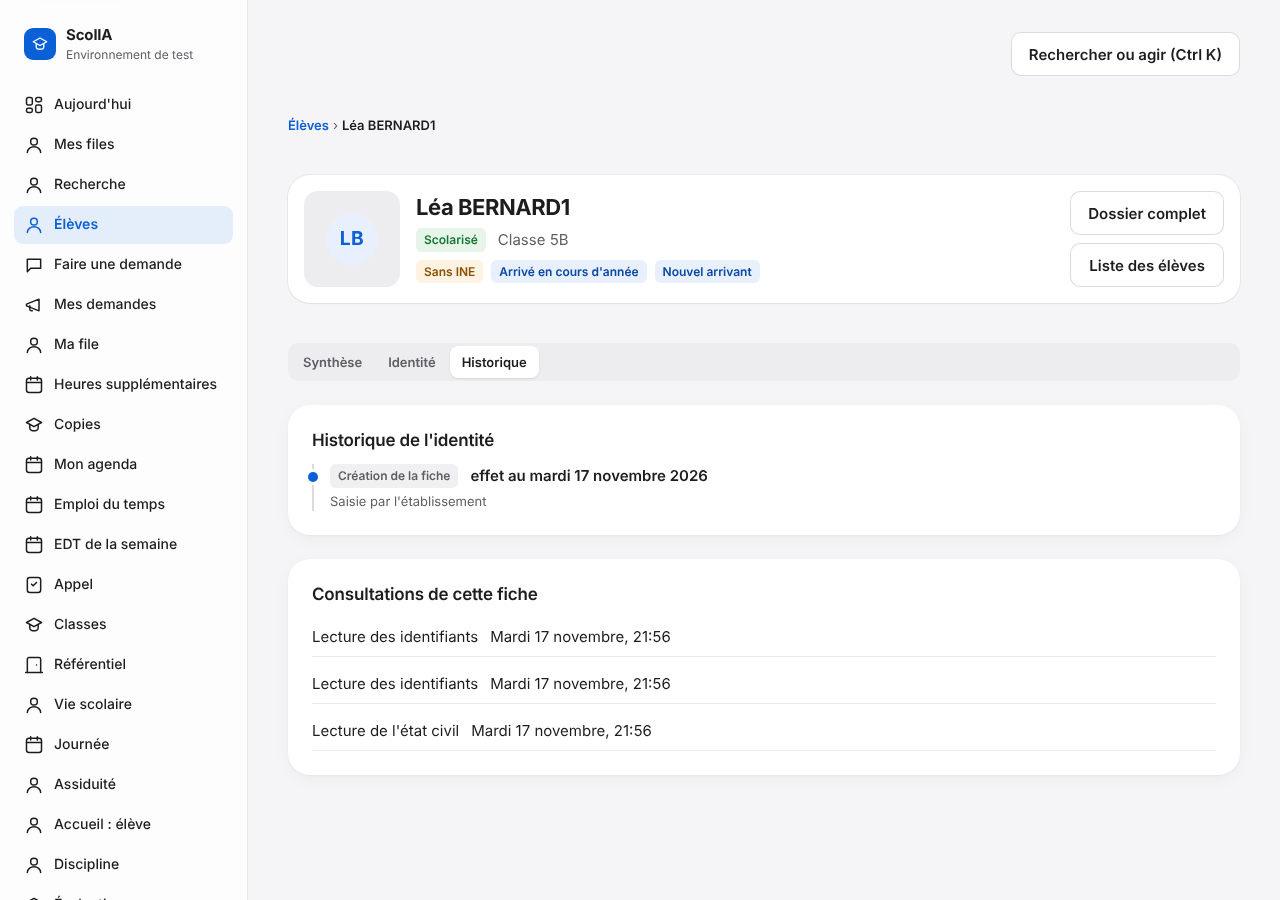 ScolIA
Environnement de test
Aujourd'hui
Mes files
Recherche
Élèves
Faire une demande
Mes demandes
Ma file
Heures supplémentaires
Copies
Mon agenda
Emploi du temps
EDT de la semaine
Appel
Classes
Référentiel
Vie scolaire
Journée
Assiduité
Accueil : élève
Discipline
Rechercher ou agir (Ctrl K)
Élèves › Léa BERNARD1
LB
Léa BERNARD1
Scolarisé Classe 5B
Sans INE Arrivé en cours d'année Nouvel arrivant
Dossier complet
Liste des élèves
Synthèse Identité Historique
Historique de l'identité
Création de la fiche effet au mardi 17 novembre 2026
Saisie par l'établissement
Consultations de cette fiche
Lecture des identifiants Mardi 17 novembre, 21:56
Lecture des identifiants Mardi 17 novembre, 21:56
Lecture de l'état civil Mardi 17 novembre, 21:56